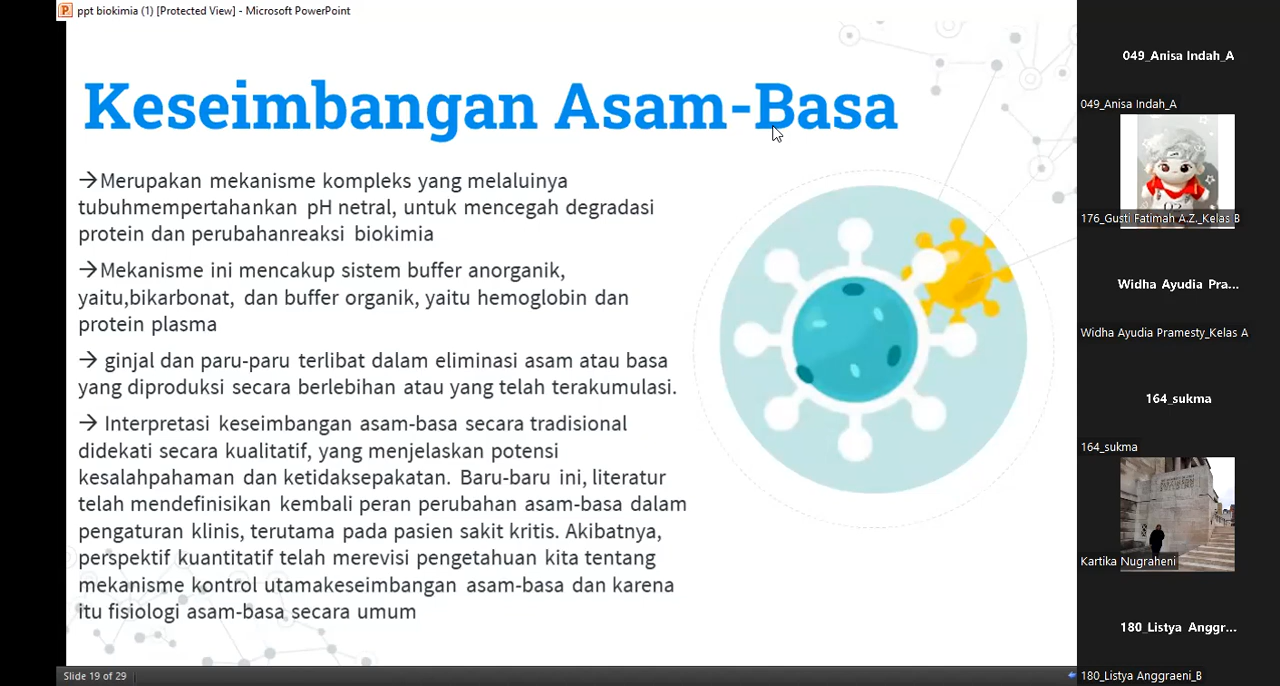 ppt biokimia (1) [Protected View] - Microsoft PowerPoint
Keseimbangan Asam-Basa
→Merupakan mekanisme kompleks yang melaluinya
tubuhmempertahankan pH netral, untuk mencegah degradasi
protein dan perubahanreaksi biokimia
→Mekanisme ini mencakup sistem buffer anorganik,
yaitu,bikarbonat, dan buffer organik, yaitu hemoglobin dan
protein plasma
→ ginjal dan paru-paru terlibat dalam eliminasi asam atau basa
yang diproduksi secara berlebihan atau yang telah terakumulasi.
→ Interpretasi keseimbangan asam-basa secara tradisional
didekati secara kualitatif, yang menjelaskan potensi
kesalahpahaman dan ketidaksepakatan. Baru-baru ini, literatur
telah mendefinisikan kembali peran perubahan asam-basa dalam
pengaturan klinis, terutama pada pasien sakit kritis. Akibatnya,
perspektif kuantitatif telah merevisi pengetahuan kita tentang
mekanisme kontrol utamakeseimbangan asam-basa dan karena
itu fisiologi asam-basa secara umum
Slide 19 of 29
049_Anisa Indah_A
049_Anisa Indah_A
176_Gusti Fatimah A.Z._Kelas B
Widha Ayudia Pra...
Widha Ayudia Pramesty_Kelas A
164_sukma
164_sukma
Kartika Nugraheni
180_Listya Anggr...
180_Listya Anggraeni_B